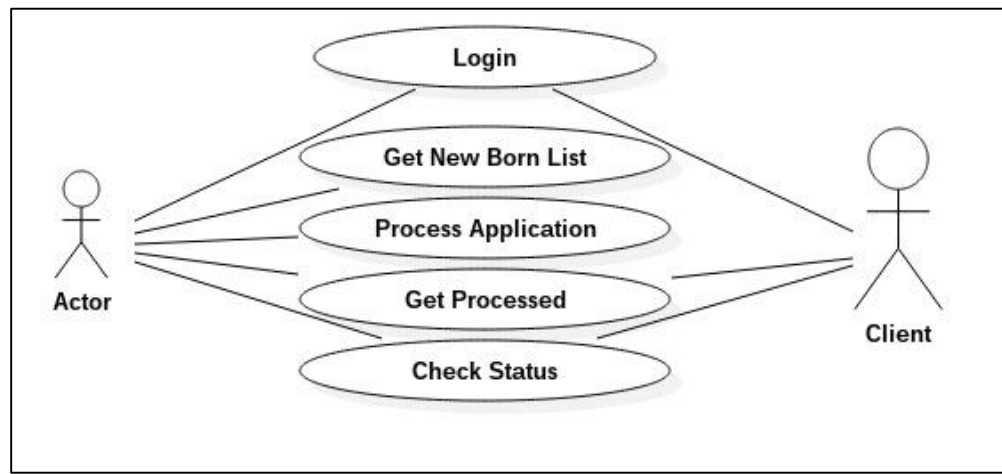 Login
Get New Born List
Process Application
Get Processed
Check Status
Actor
Client